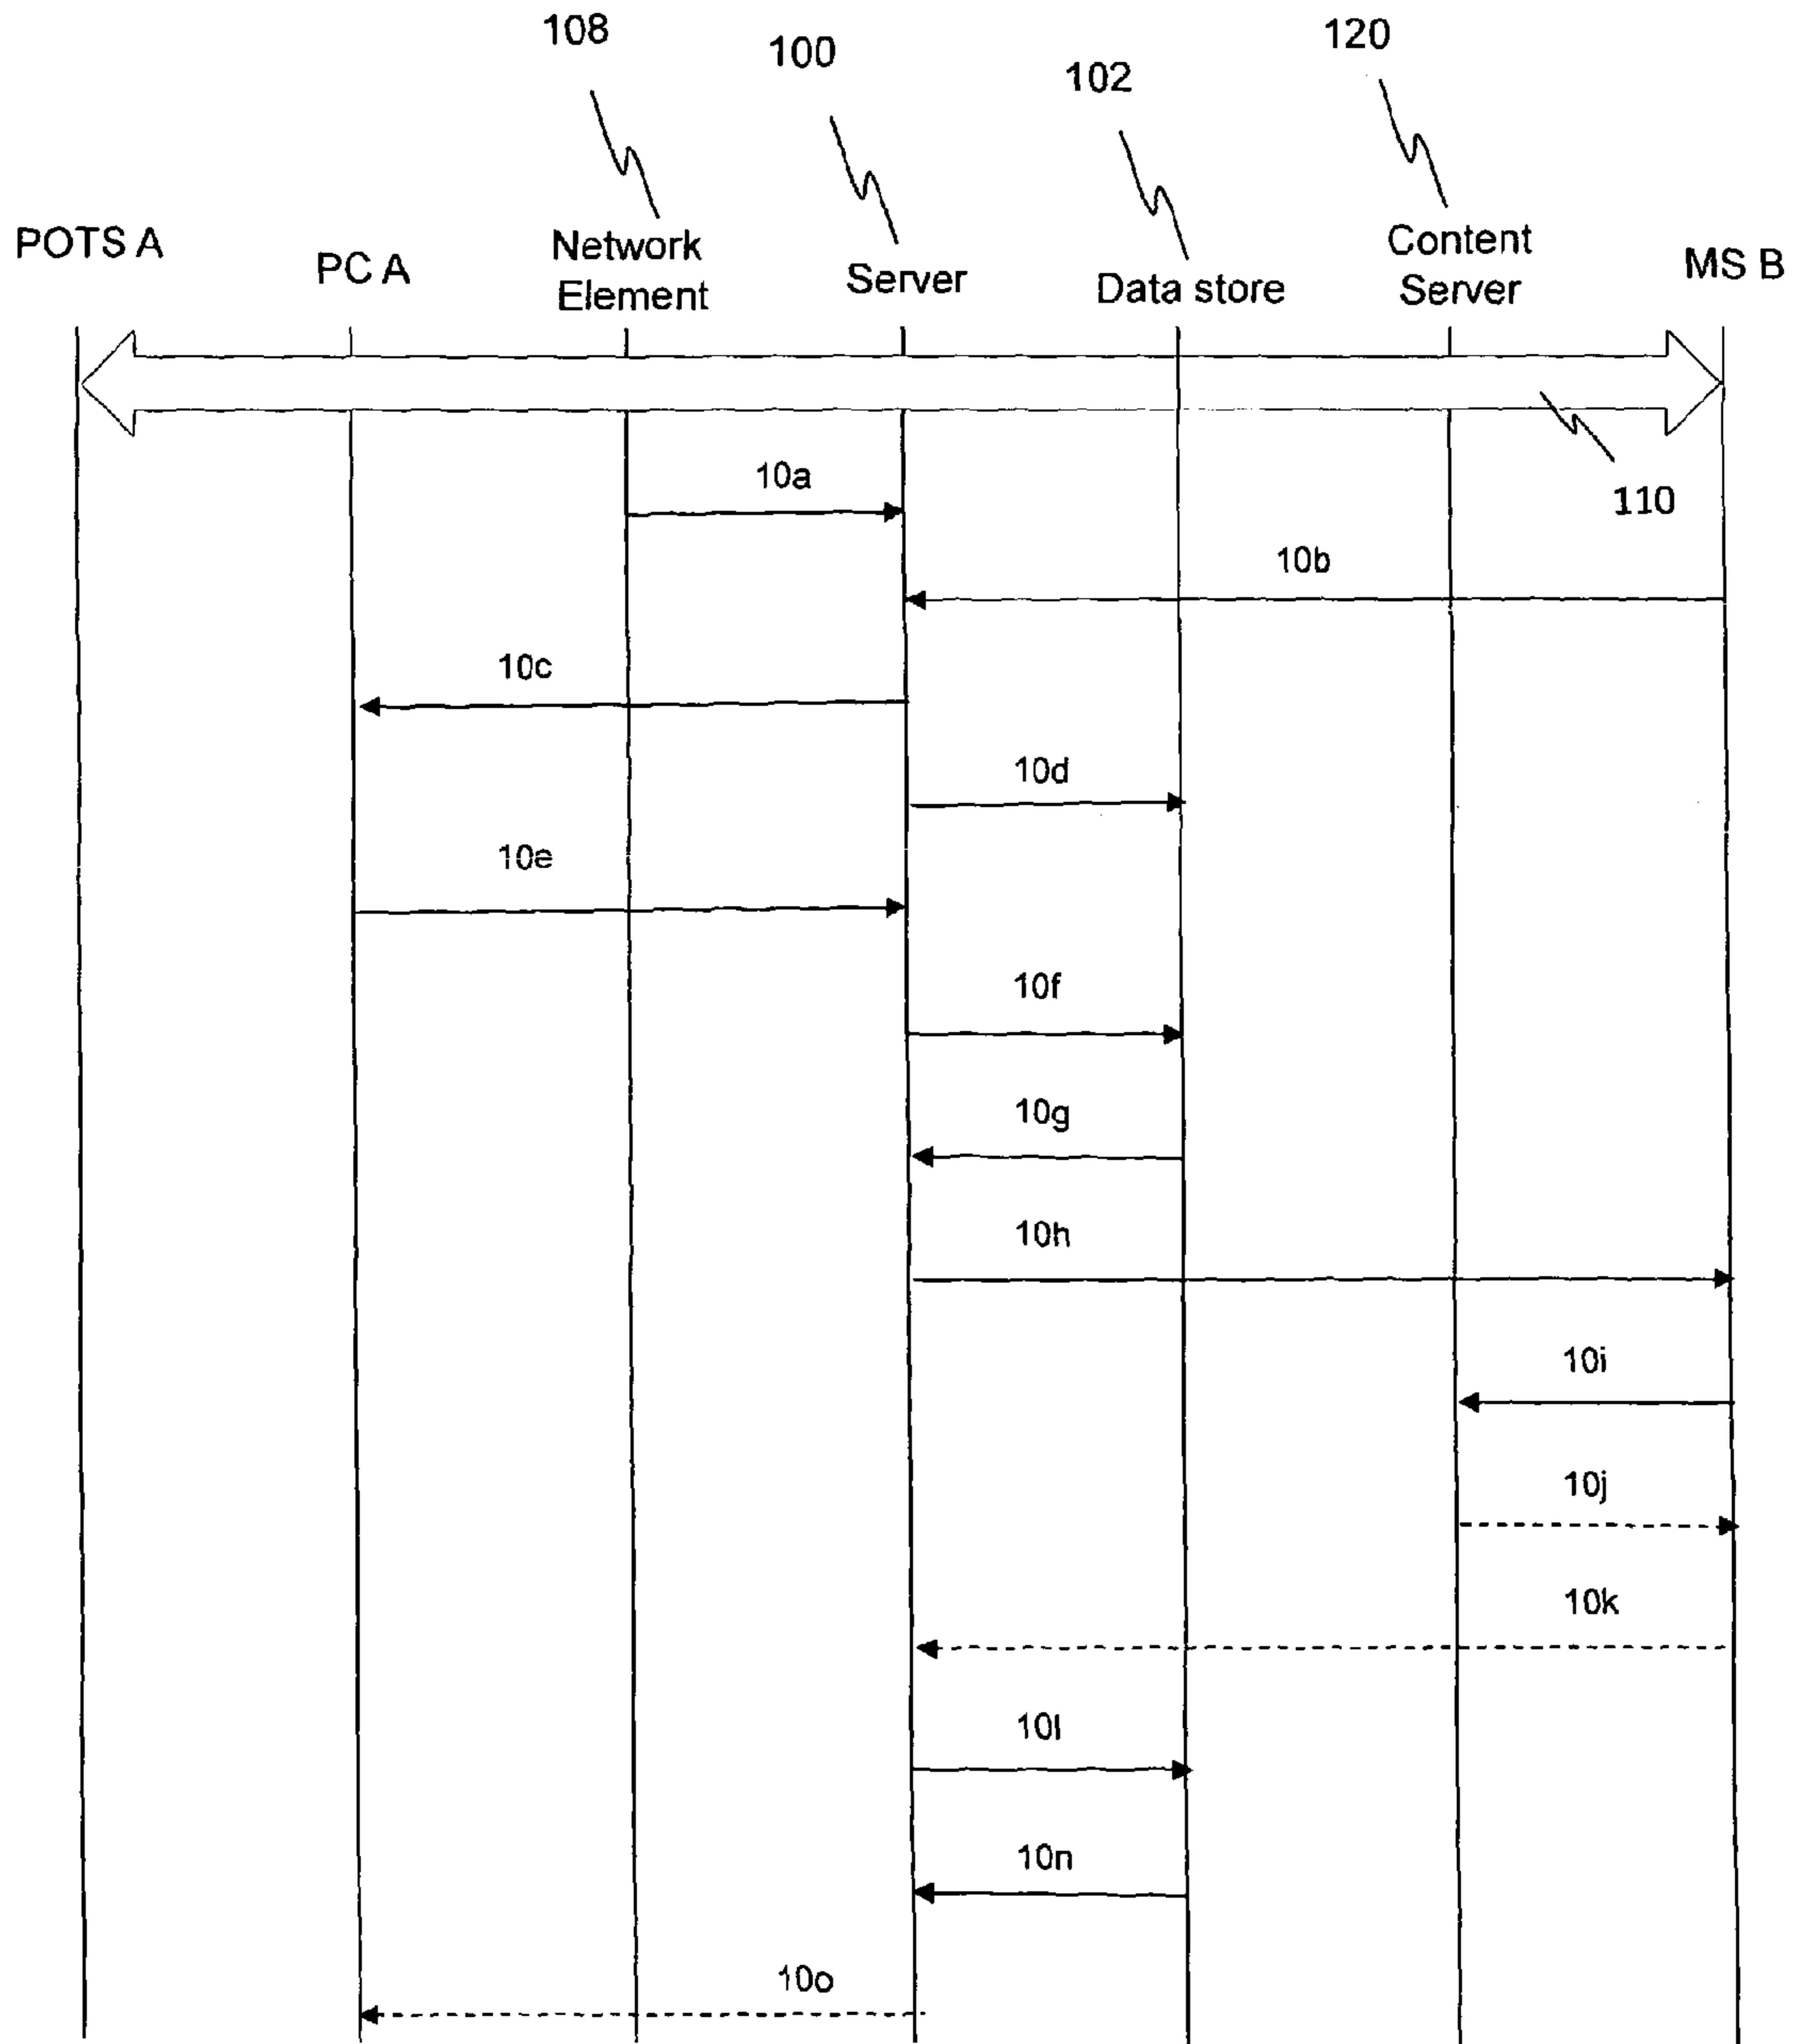 108
100
120
102
POTS A
PC A
Network
Element
Server
Data store
Content
Server
MS B
110
10a
10b
10c
10d
10e
10f
10g
10h
10i
10j
10k
10l
10n
10o